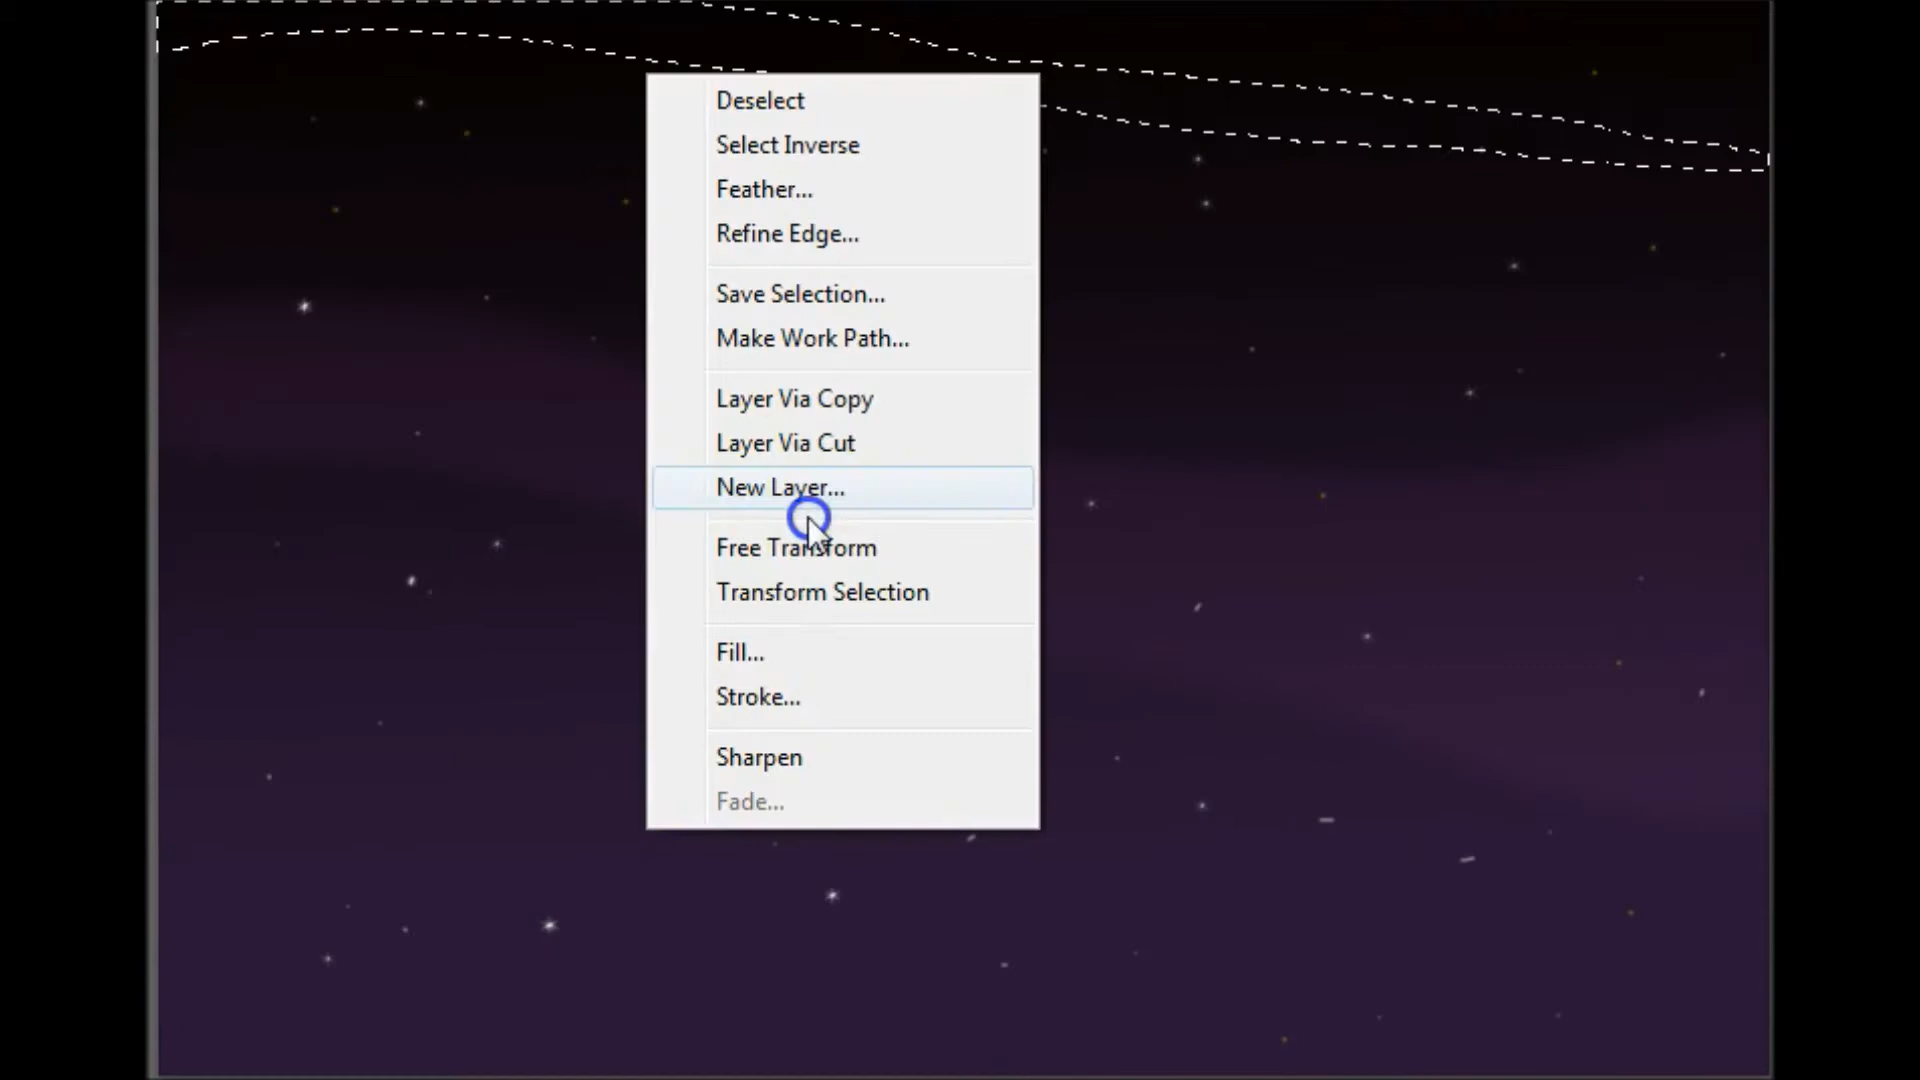 Deselect
Select Inverse
Feather...
Refine Edge...
Save Selection...
Make Work Path...
Layer Via Copy
Layer Via Cut
New Layer...
Free Transform
Transform Selection
Fill...
Stroke...
Sharpen
Fade...